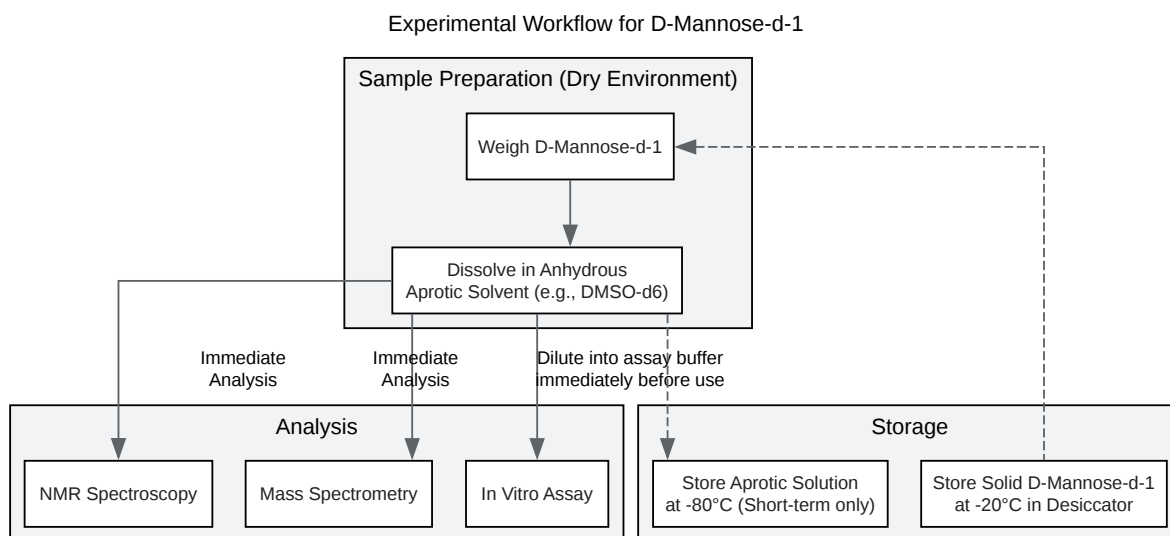 Experimental Workflow for D-Mannose-d-1
Sample Preparation (Dry Environment)
Weigh D-Mannose-d-1
Dissolve in Anhydrous
Aprotic Solvent (e.g., DMSO-d6)
Immediate
Analysis
Immediate
Analysis
Dilute into assay buffer
immediately before use
Analysis
NMR Spectroscopy
Mass Spectrometry
In Vitro Assay
Storage
Store Aprotic Solution
at -80°C (Short-term only)
Store Solid D-Mannose-d-1
at -20°C in Desiccator